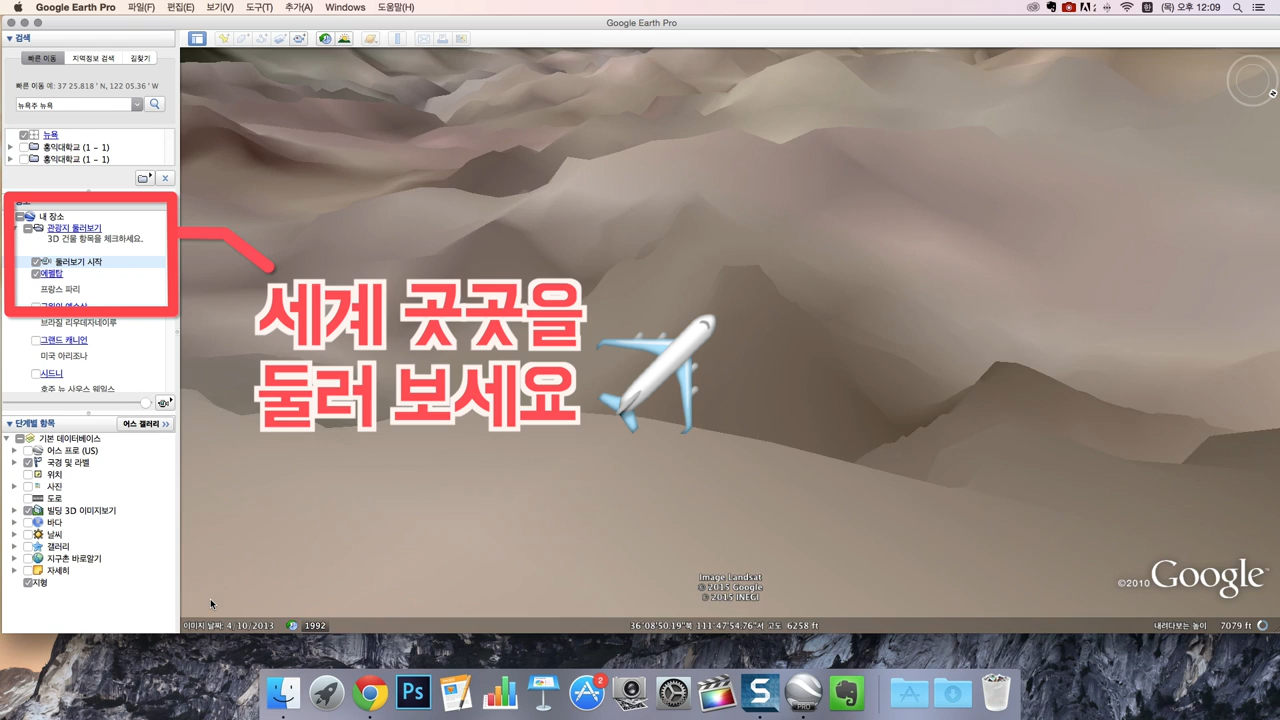 Google Earth Pro 파일(F) 편집(E) 보기(V) 도구(T) 추가(A) Windows 도움말(H) (목) 오후 12:09
Google Earth Pro
검색
빠른 이동 지역정보 검색 길찾기
빠른 이동 예: 37 25.818 ' N, 122 05.36 ' W
뉴욕주 뉴욕
뉴욕
홍익대학교 (1 - 1)
홍익대학교 (1 - 1)
내 장소
관광지 둘러보기
3D 건물 항목을 체크하세요.
둘러보기 시작
에펠탑
프랑스 파리
브라질 리우데자네이루
그랜드 캐니언
미국 아리조나
시드니
호주 뉴 사우스 웨일스
세계 곳곳을
둘러 보세요
단계별 항목 어스 갤러리 >>
기본 데이터베이스
어스 프로 (US)
국경 및 라벨
위치
사진
도로
빌딩 3D 이미지보기
바다
날씨
갤러리
지구촌 바로알기
자세히
지형
Image Landsat
© 2015 Google
© 2015 INEGI
©2010 Google
이미지 날짜: 4/10/2013 1992 36°08'50.19"북 111°47'54.76"서 고도 6258 ft 내려다보는 높이 7079 ft
Ps 2 S PRO